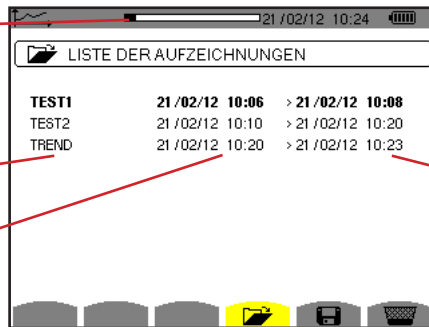 21/02/12 10:24
LISTE DER AUFZEICHNUNGEN
TEST1 21/02/12 10:06 > 21/02/12 10:08
TEST2 21/02/12 10:10 > 21/02/12 10:20
TREND 21/02/12 10:20 > 21/02/12 10:23